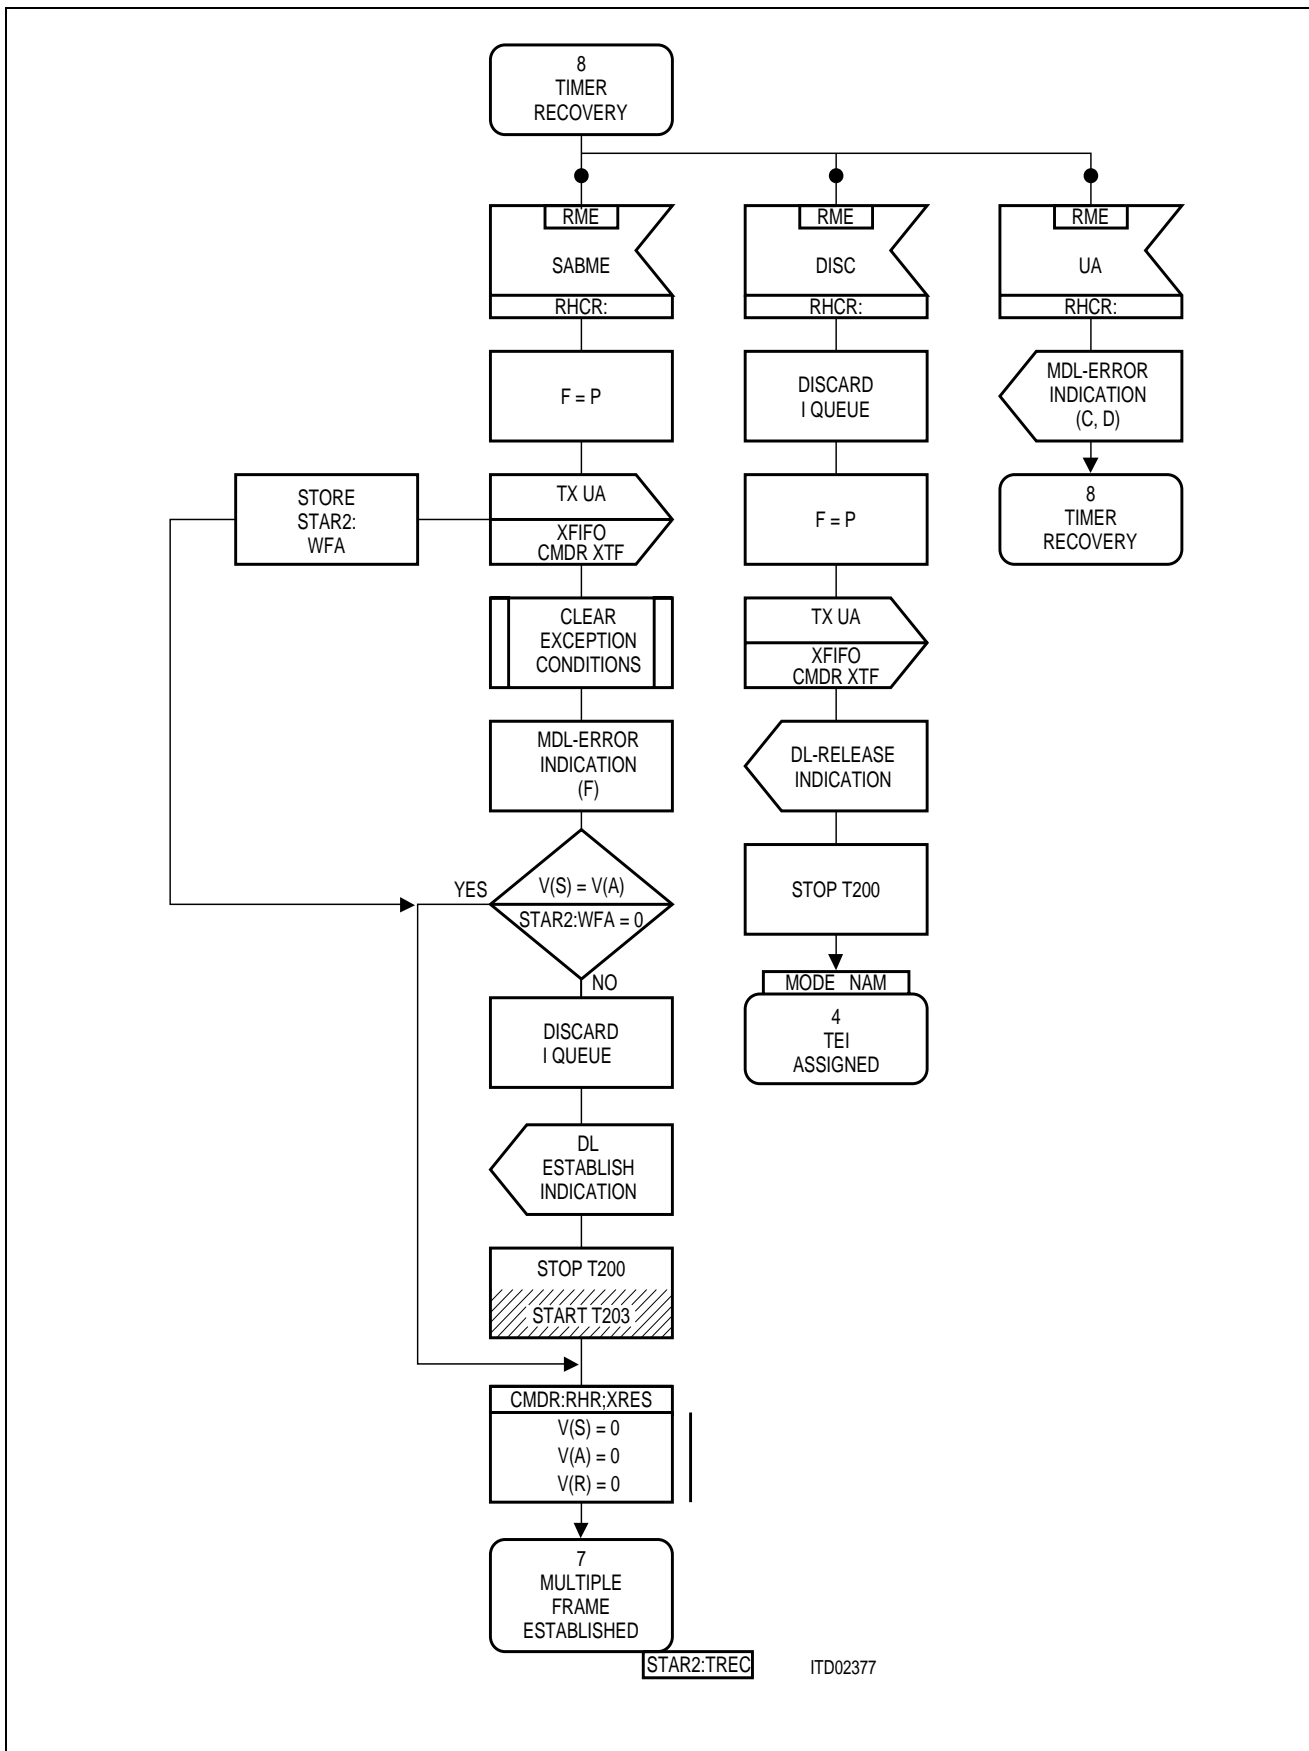 8
TIMER
RECOVERY
RME
SABME
RHCR:
RME
DISC
RHCR:
RME
UA
RHCR:
F = P
DISCARD
I QUEUE
MDL-ERROR
INDICATION
(C, D)
STORE
STAR2:
WFA
TX UA
XFIFO
CMDR XTF
F = P
8
TIMER
RECOVERY
CLEAR
EXCEPTION
CONDITIONS
TX UA
XFIFO
CMDR XTF
MDL-ERROR
INDICATION
(F)
DL-RELEASE
INDICATION
YES
V(S) = V(A)
STAR2:WFA = 0
NO
STOP T200
MODE NAM
4
TEI
ASSIGNED
DISCARD
I QUEUE
DL
ESTABLISH
INDICATION
STOP T200
START T203
CMDR:RHR;XRES
V(S) = 0
V(A) = 0
V(R) = 0
7
MULTIPLE
FRAME
ESTABLISHED
STAR2:TREC
ITD02377